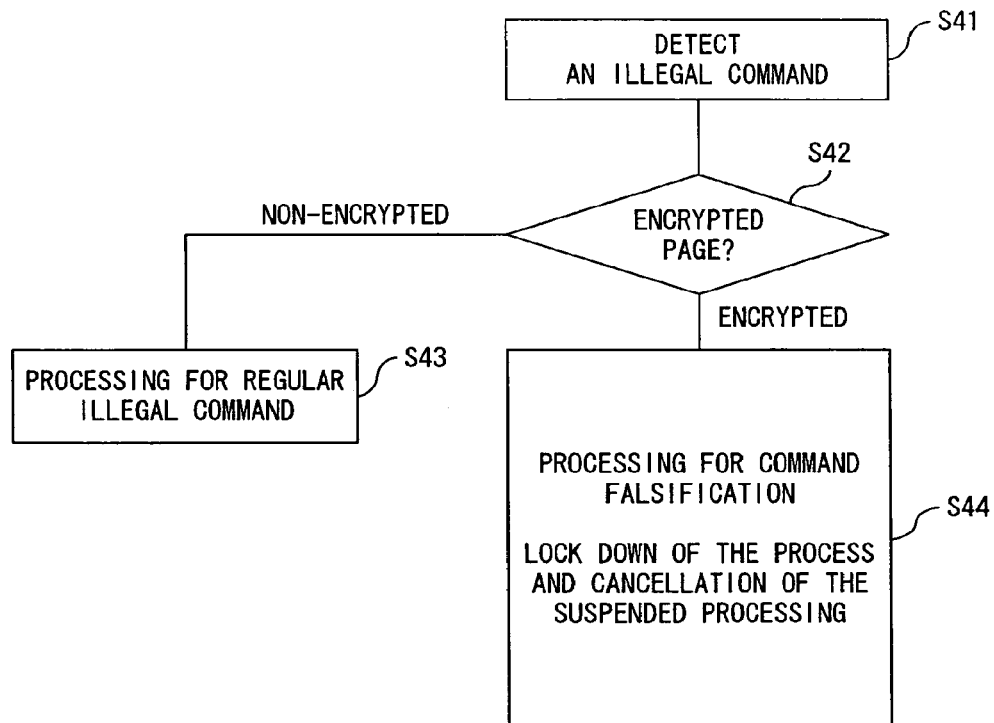 S41
DETECT
AN ILLEGAL COMMAND
S42
NON-ENCRYPTED
ENCRYPTED
PAGE?
ENCRYPTED
S43
PROCESSING FOR REGULAR
ILLEGAL COMMAND
PROCESSING FOR COMMAND
FALSIFICATION
S44
LOCK DOWN OF THE PROCESS
AND CANCELLATION OF THE
SUSPENDED PROCESSING